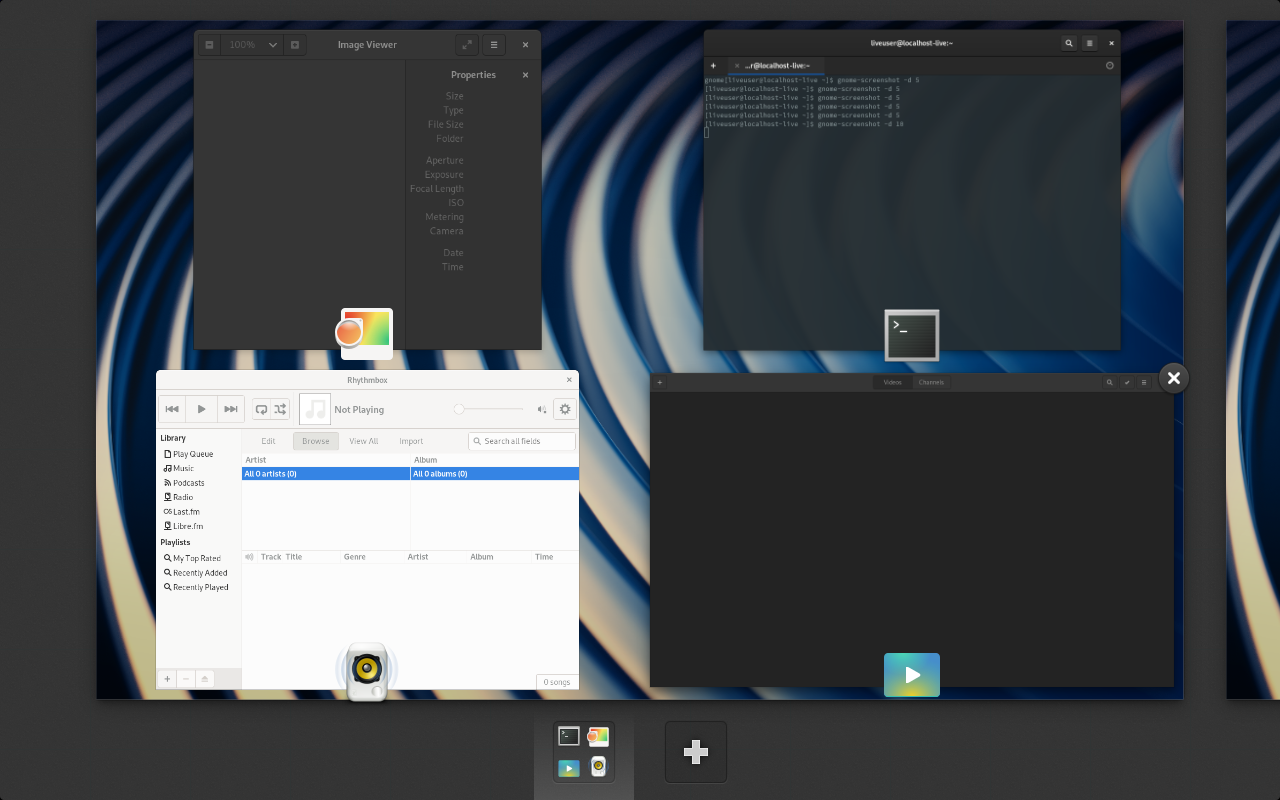 100%
Image Viewer
Properties
Size
Type
File Size
Folder
Aperture
Exposure
Focal Length
ISO
Metering
Camera
Date
Time
liveuser@localhost-live:~
...r@localhost-live:~
gnome[liveuser@localhost-live ~]$ gnome-screenshot -d 5
[liveuser@localhost-live ~]$ gnome-screenshot -d 5
[liveuser@localhost-live ~]$ gnome-screenshot -d 5
[liveuser@localhost-live ~]$ gnome-screenshot -d 5
[liveuser@localhost-live ~]$ gnome-screenshot -d 5
[liveuser@localhost-live ~]$ gnome-screenshot -d 10
>_
Rhythmbox
Not Playing
Library
Play Queue
Music
Podcasts
Radio
Last.fm
Libre.fm
Playlists
My Top Rated
Recently Added
Recently Played
Edit Browse View All Import
Search all fields
Artist Album
All 0 artists (0) All 0 albums (0)
Track Title Genre Artist Album Time
0 songs
Videos Channels